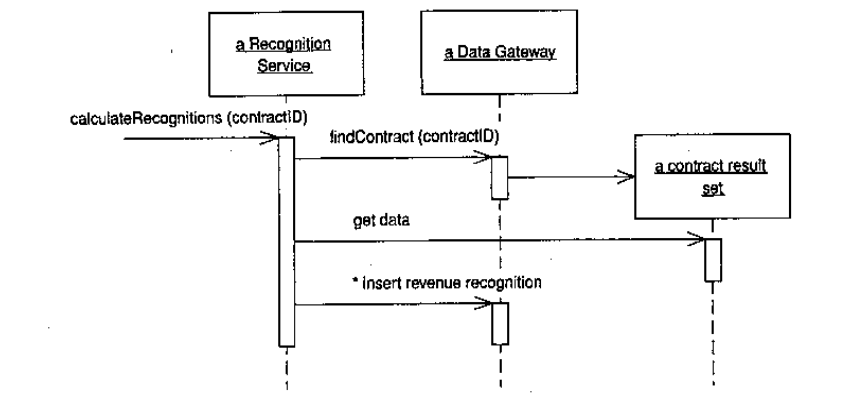 a Recognition
Service
a Data Gateway
calculateRecognitions (contractID)
findContract (contractID)
a contract result
set
get data
* insert revenue recognition